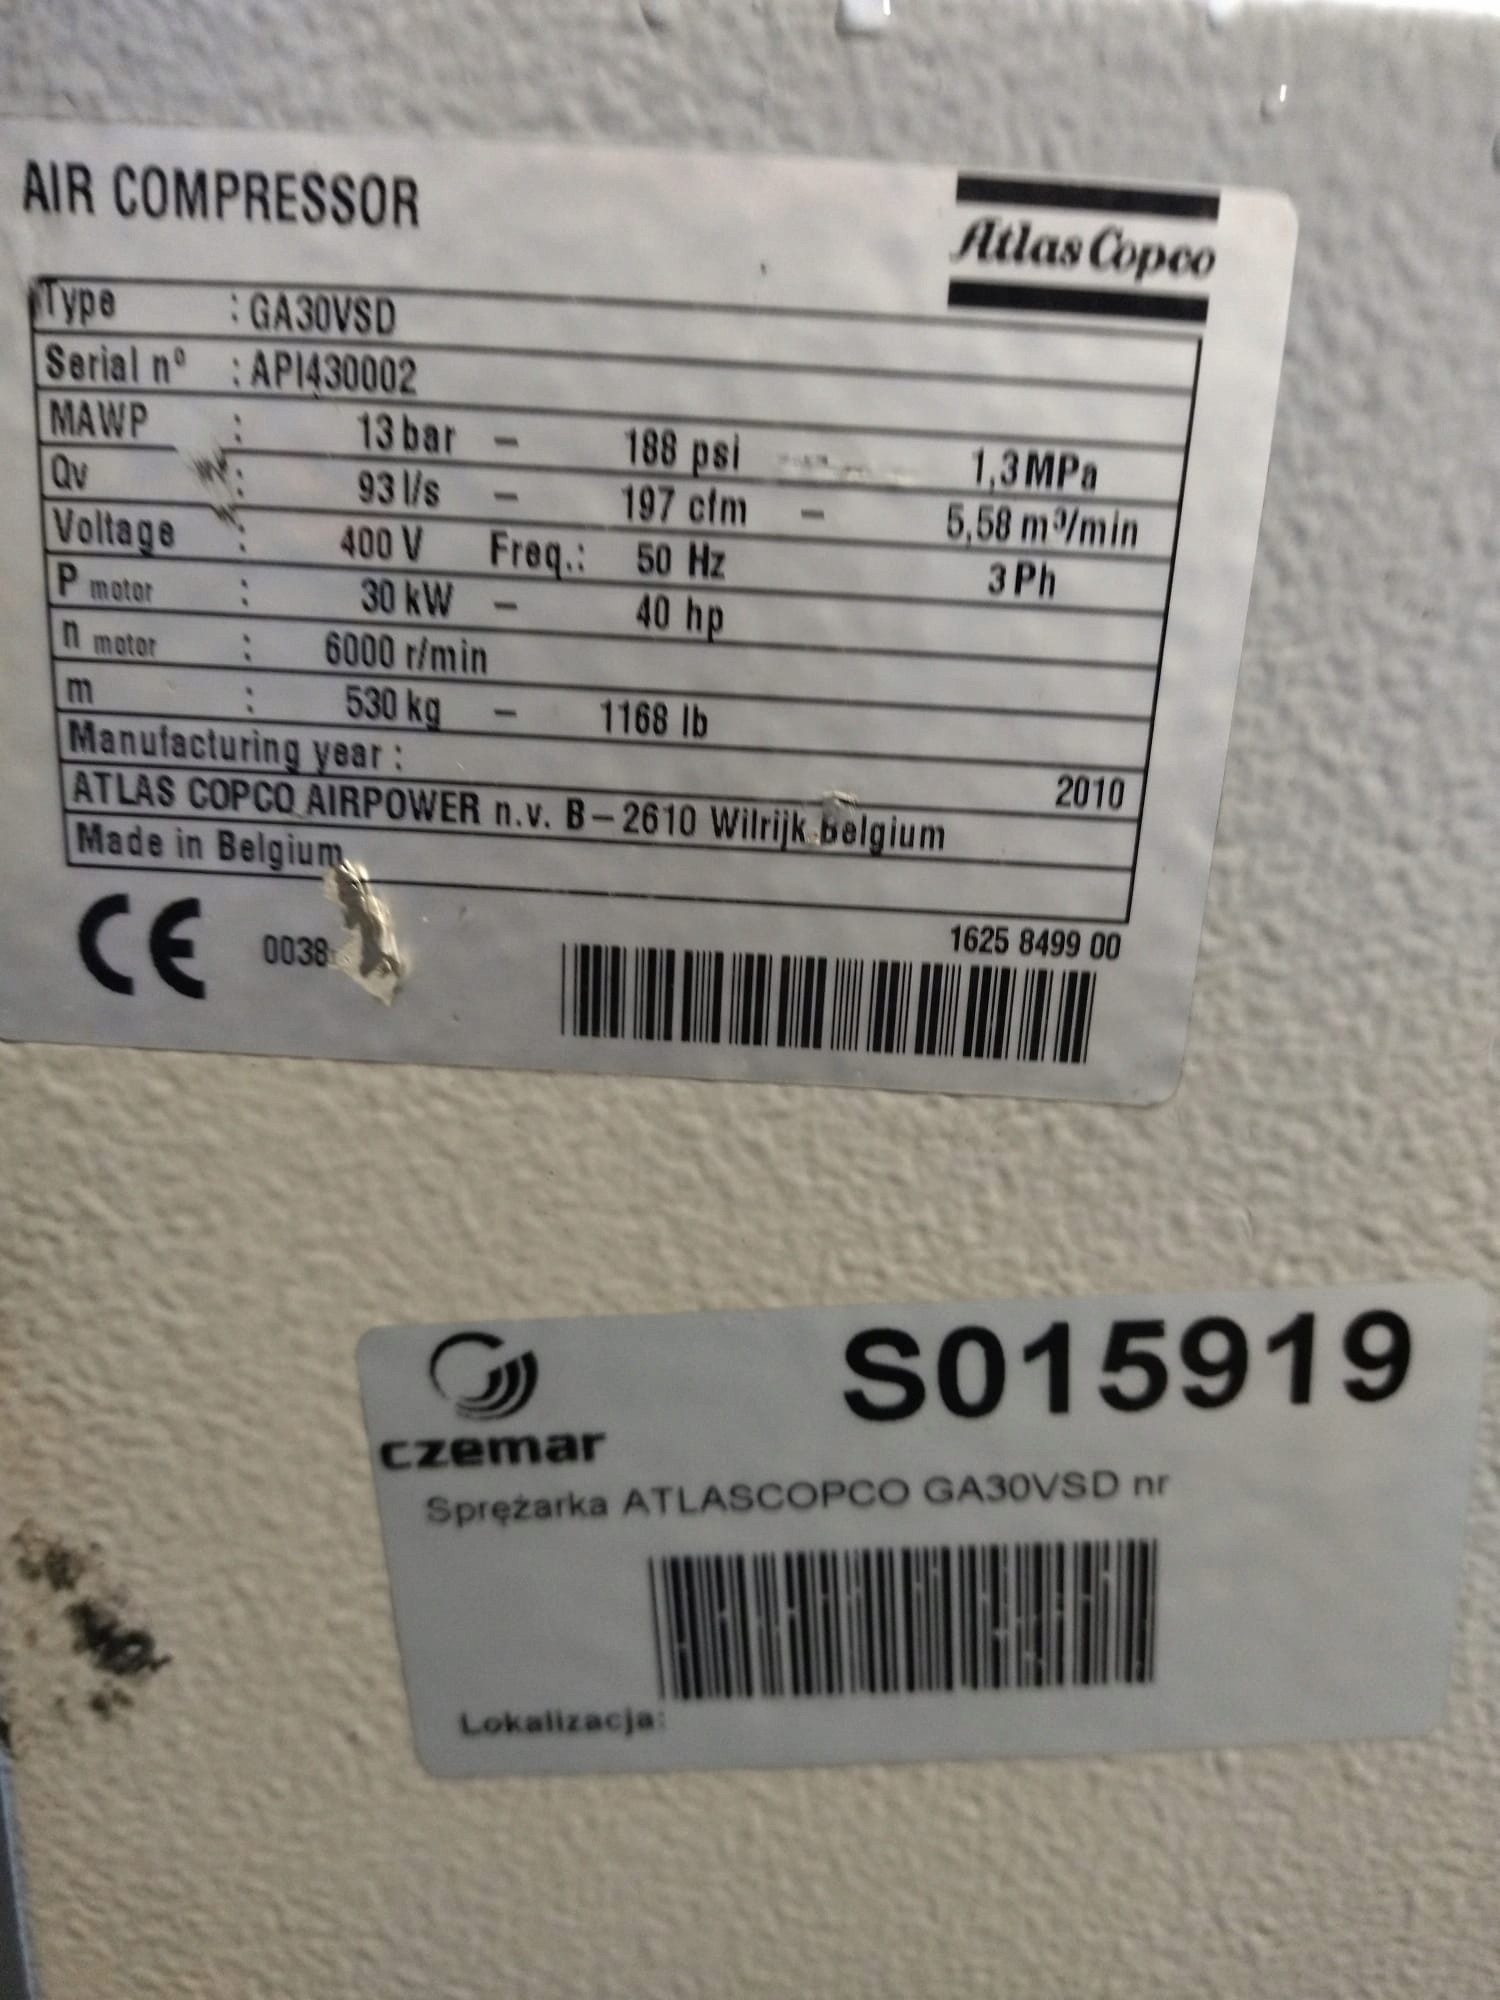 AIR COMPRESSOR
Atlas Copco
Type : GA30VSD
Serial nº : API430002
MAWP : 13 bar – 188 psi – 1,3 MPa
Qv : 93 l/s – 197 cfm – 5,58 m³/min
Voltage : 400 V Freq.: 50 Hz 3 Ph
P motor : 30 kW – 40 hp
n motor : 6000 r/min
m : 530 kg – 1168 lb
Manufacturing year : 2010
ATLAS COPCO AIRPOWER n.v. B – 2610 Wilrijk Belgium
Made in Belgium
CE 0038
1625 8499 00
S015919
czemar
Sprężarka ATLASCOPCO GA30VSD nr
Lokalizacja: